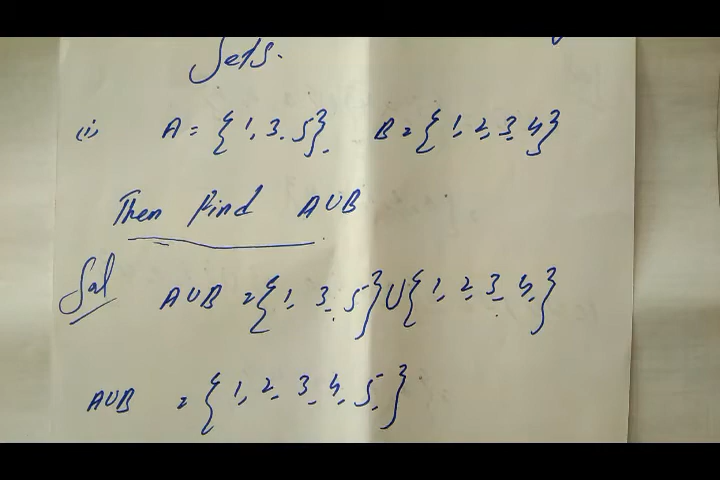 Sets.
(i) A = {1, 3, 5}, B = {1, 2, 3, 4}
Then find A∪B
Sol A∪B = {1, 3, 5} ∪ {1, 2, 3, 4,}
A∪B = {1, 2, 3, 4, 5,}